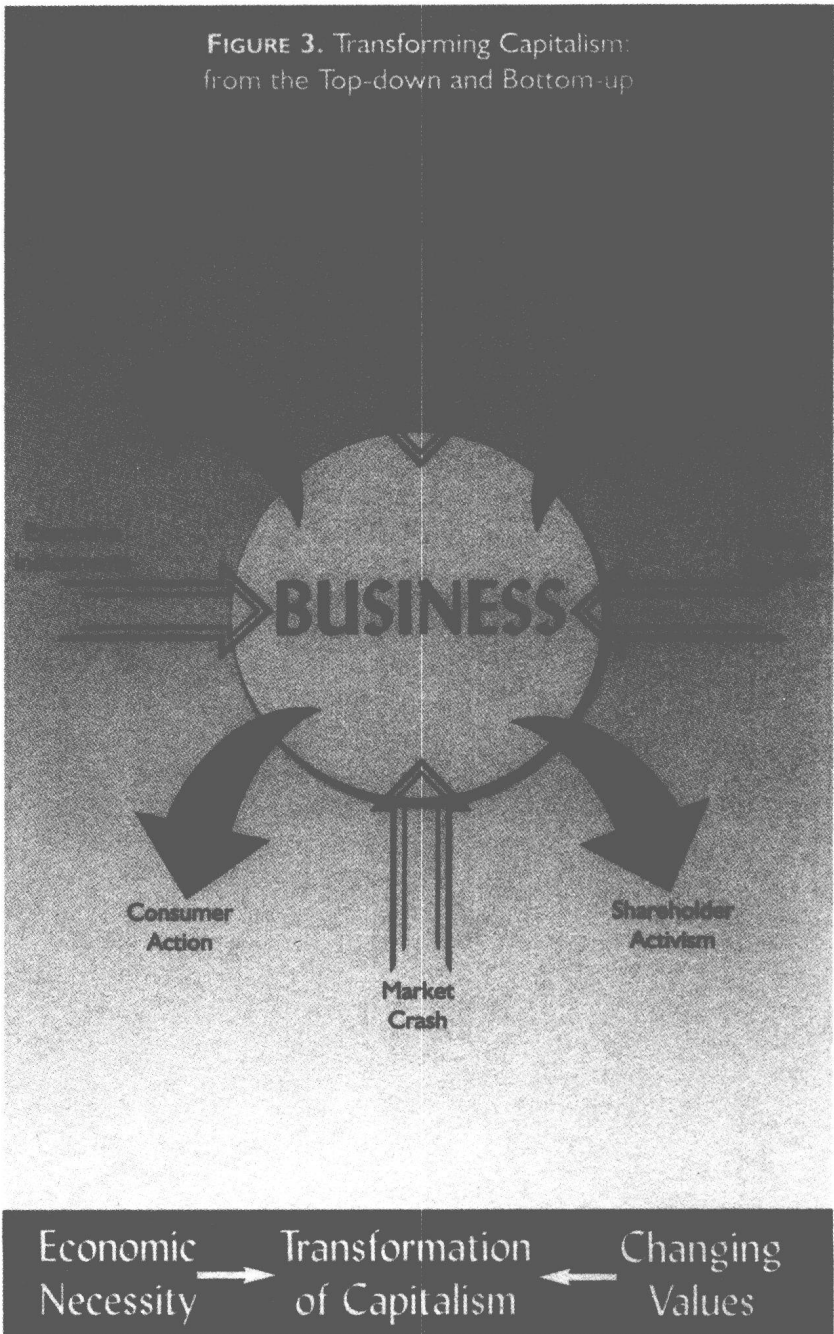 FIGURE 3. Transforming Capitalism:
from the Top-down and Bottom-up
BUSINESS
Consumer
Action
Shareholder
Activism
Market
Crash
Economic
Necessity
Transformation
of Capitalism
Changing
Values